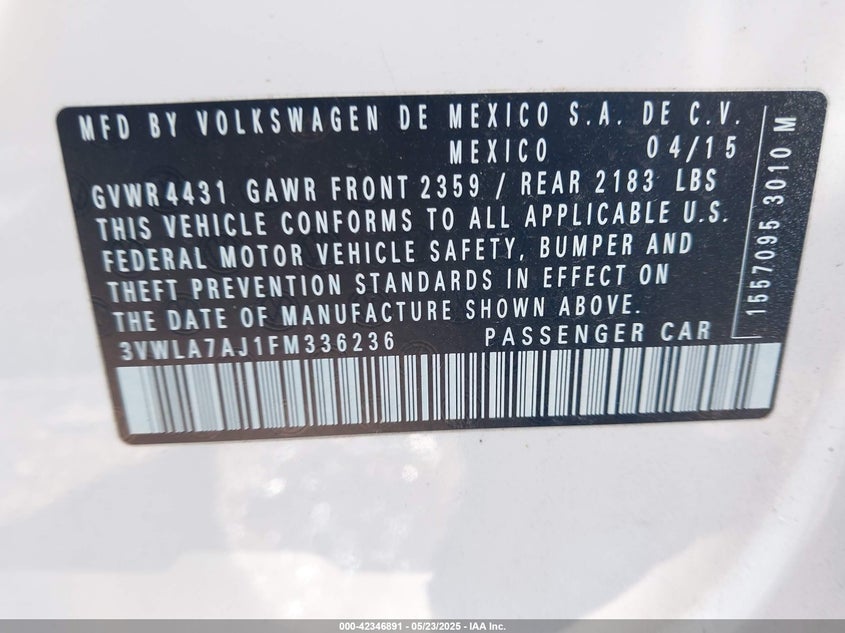 MFD BY VOLKSWAGEN DE MEXICO S.A. DE C.V.
MEXICO 04/15
GVWR 4431 GAWR FRONT 2359 / REAR 2183 LBS
THIS VEHICLE CONFORMS TO ALL APPLICABLE U.S.
FEDERAL MOTOR VEHICLE SAFETY, BUMPER AND
THEFT PREVENTION STANDARDS IN EFFECT ON
THE DATE OF MANUFACTURE SHOWN ABOVE.
3VWLA7AJ1FM336236 PASSENGER CAR
1557095 3010 M
000-42346891 - 05/23/2025 - IAA Inc.